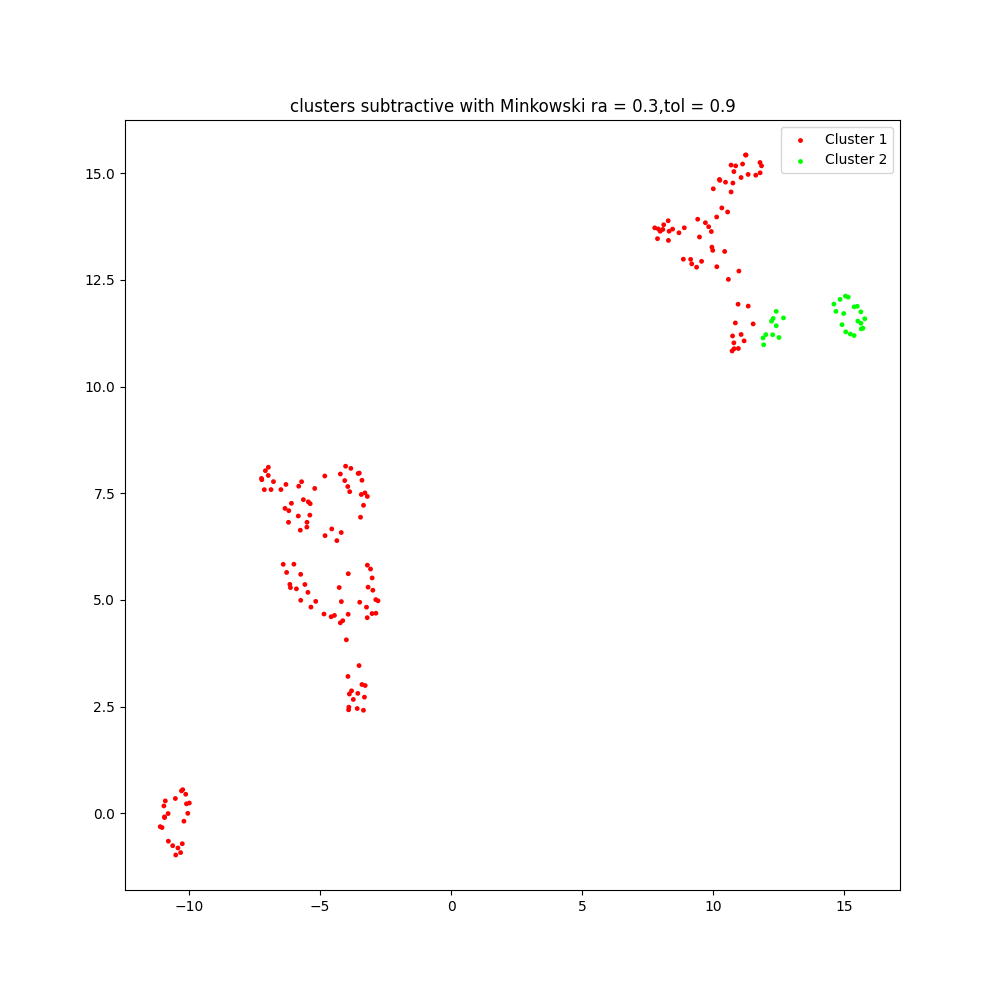 clusters subtractive with Minkowski ra = 0.3,tol = 0.9
Cluster 1
Cluster 2
15.0
12.5
10.0
7.5
5.0
2.5
0.0
−10 −5 0 5 10 15